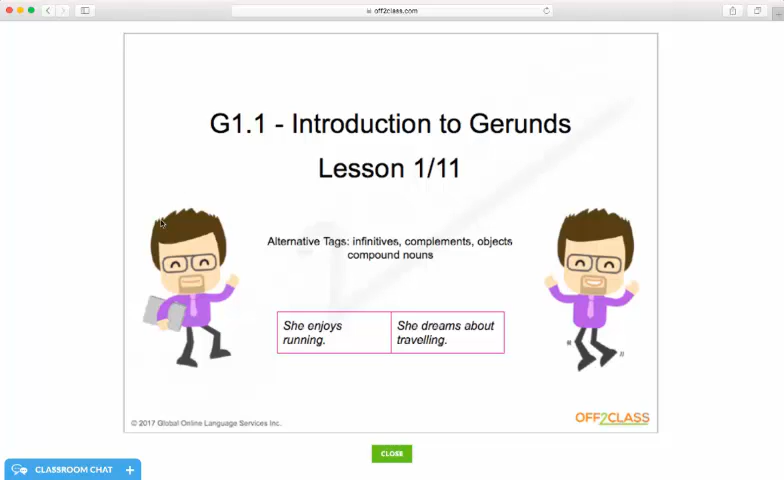 off2class.com
G1.1 - Introduction to Gerunds
Lesson 1/11
Alternative Tags: infinitives, complements, objects
compound nouns
She enjoys
running.
She dreams about
travelling.
© 2017 Global Online Language Services Inc.
OFF2CLASS
CLOSE
CLASSROOM CHAT +